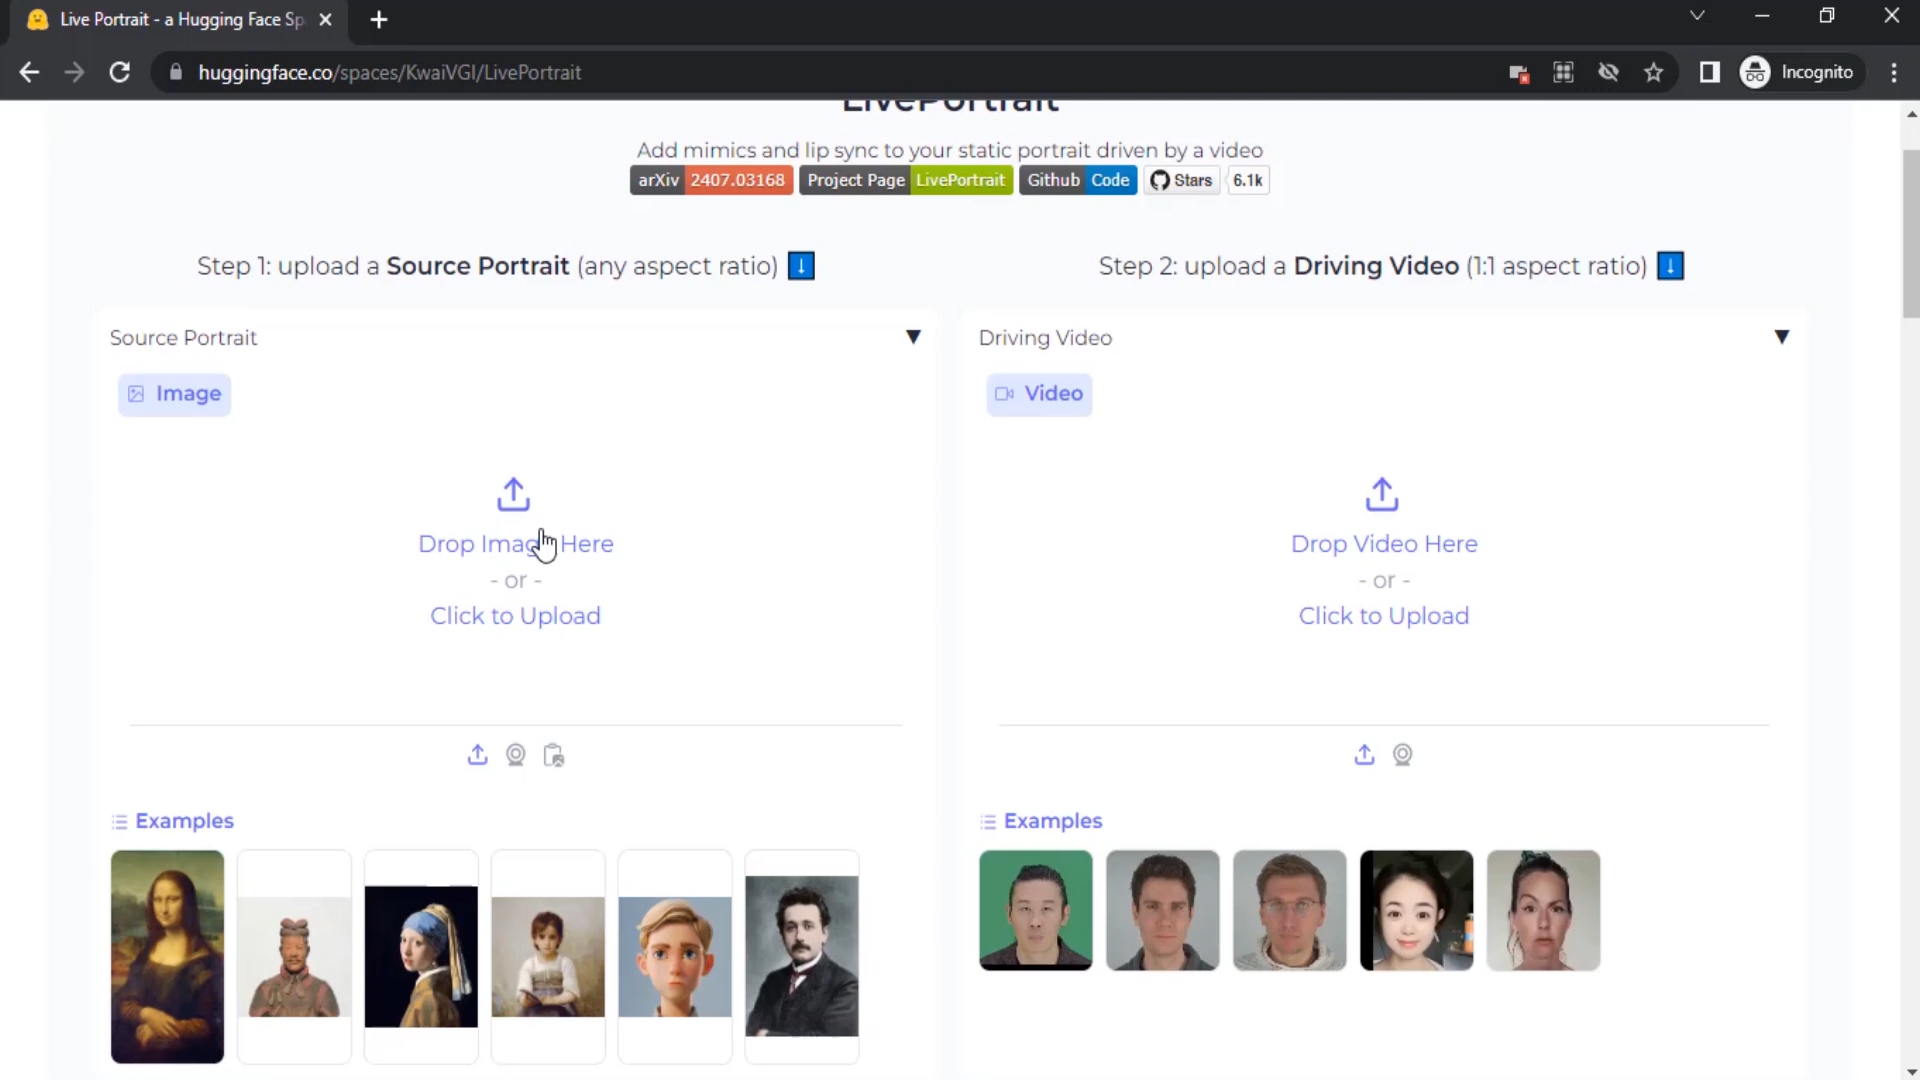 Live Portrait - a Hugging Face Sp
huggingface.co/spaces/KwaiVGI/LivePortrait
Incognito
LivePortrait
Add mimics and lip sync to your static portrait driven by a video
arXiv 2407.03168 Project Page LivePortrait Github Code Stars 6.1k
Step 1: upload a Source Portrait (any aspect ratio)
Step 2: upload a Driving Video (1:1 aspect ratio)
Source Portrait
Driving Video
Image
Video
Drop Image Here
Drop Video Here
- or -
- or -
Click to Upload
Click to Upload
Examples
Examples